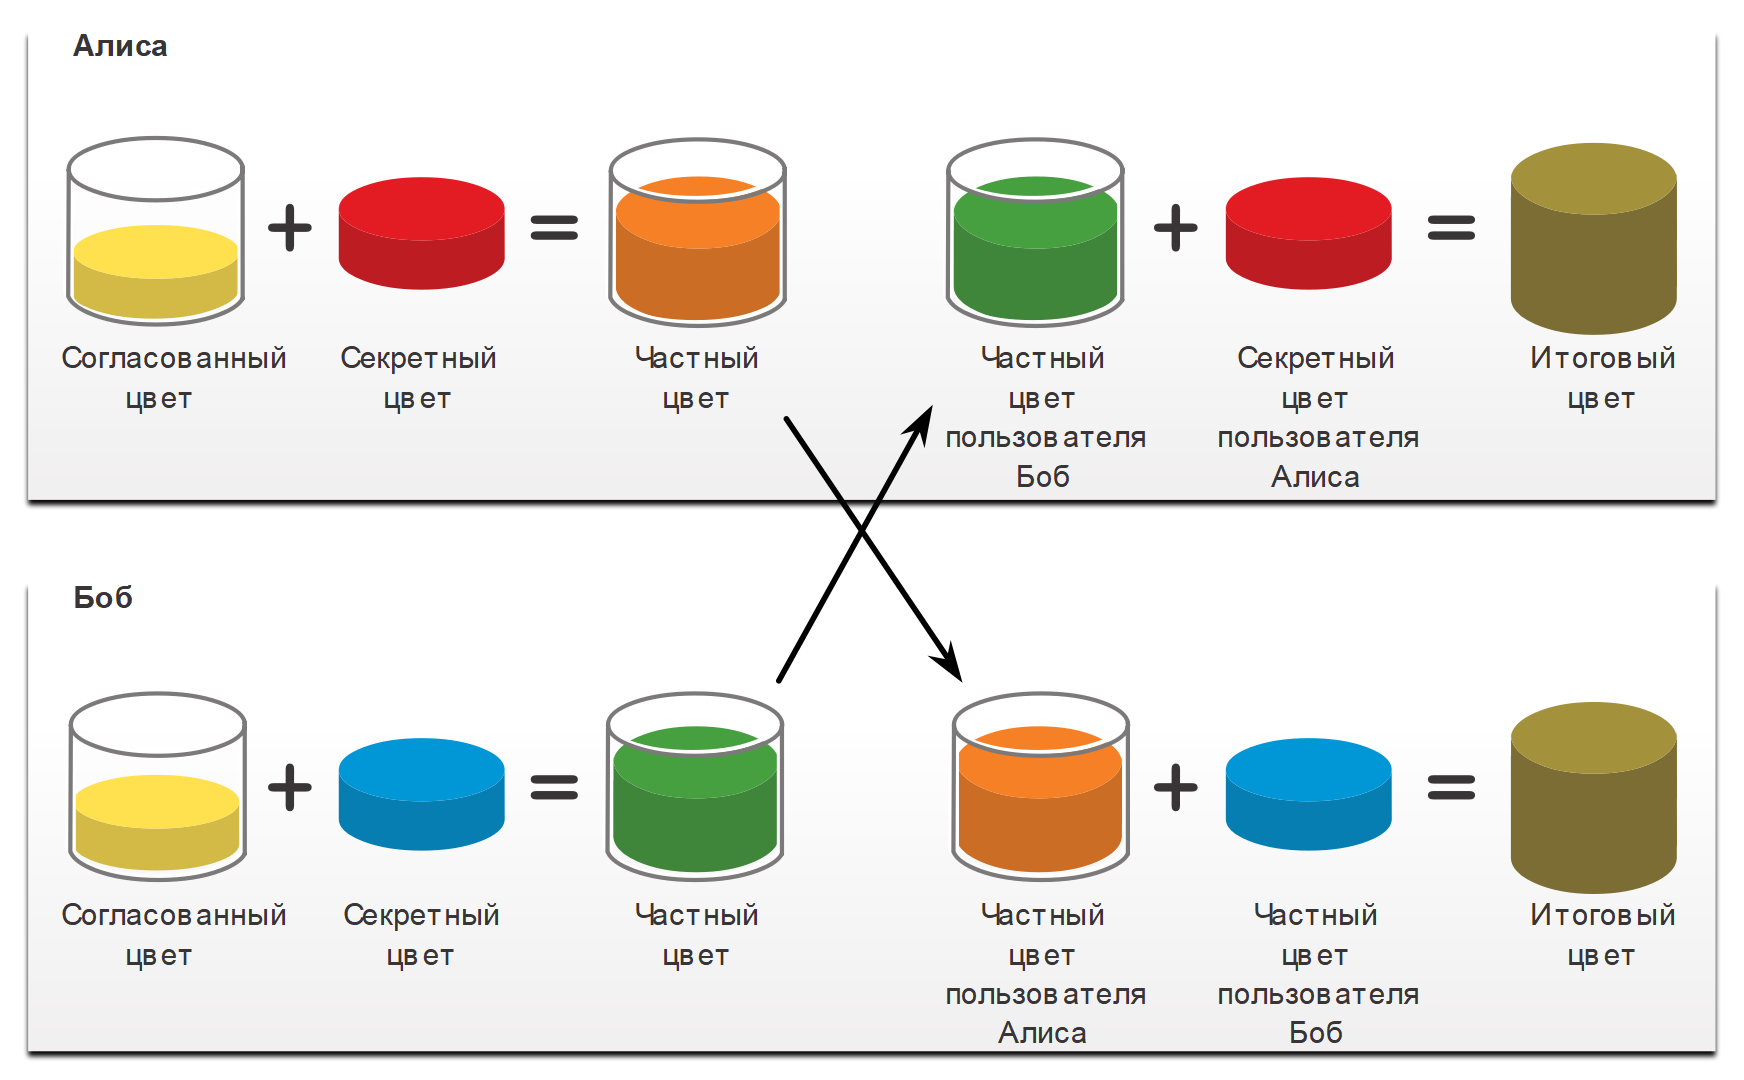 Алиса
Согласованный Секретный Частный Частный Секретный Итоговый
цвет цвет цвет цвет цвет цвет
пользователя пользователя
Боб Алиса
Боб
Согласованный Секретный Частный Частный Частный Итоговый
цвет цвет цвет цвет цвет цвет
пользователя пользователя
Алиса Боб